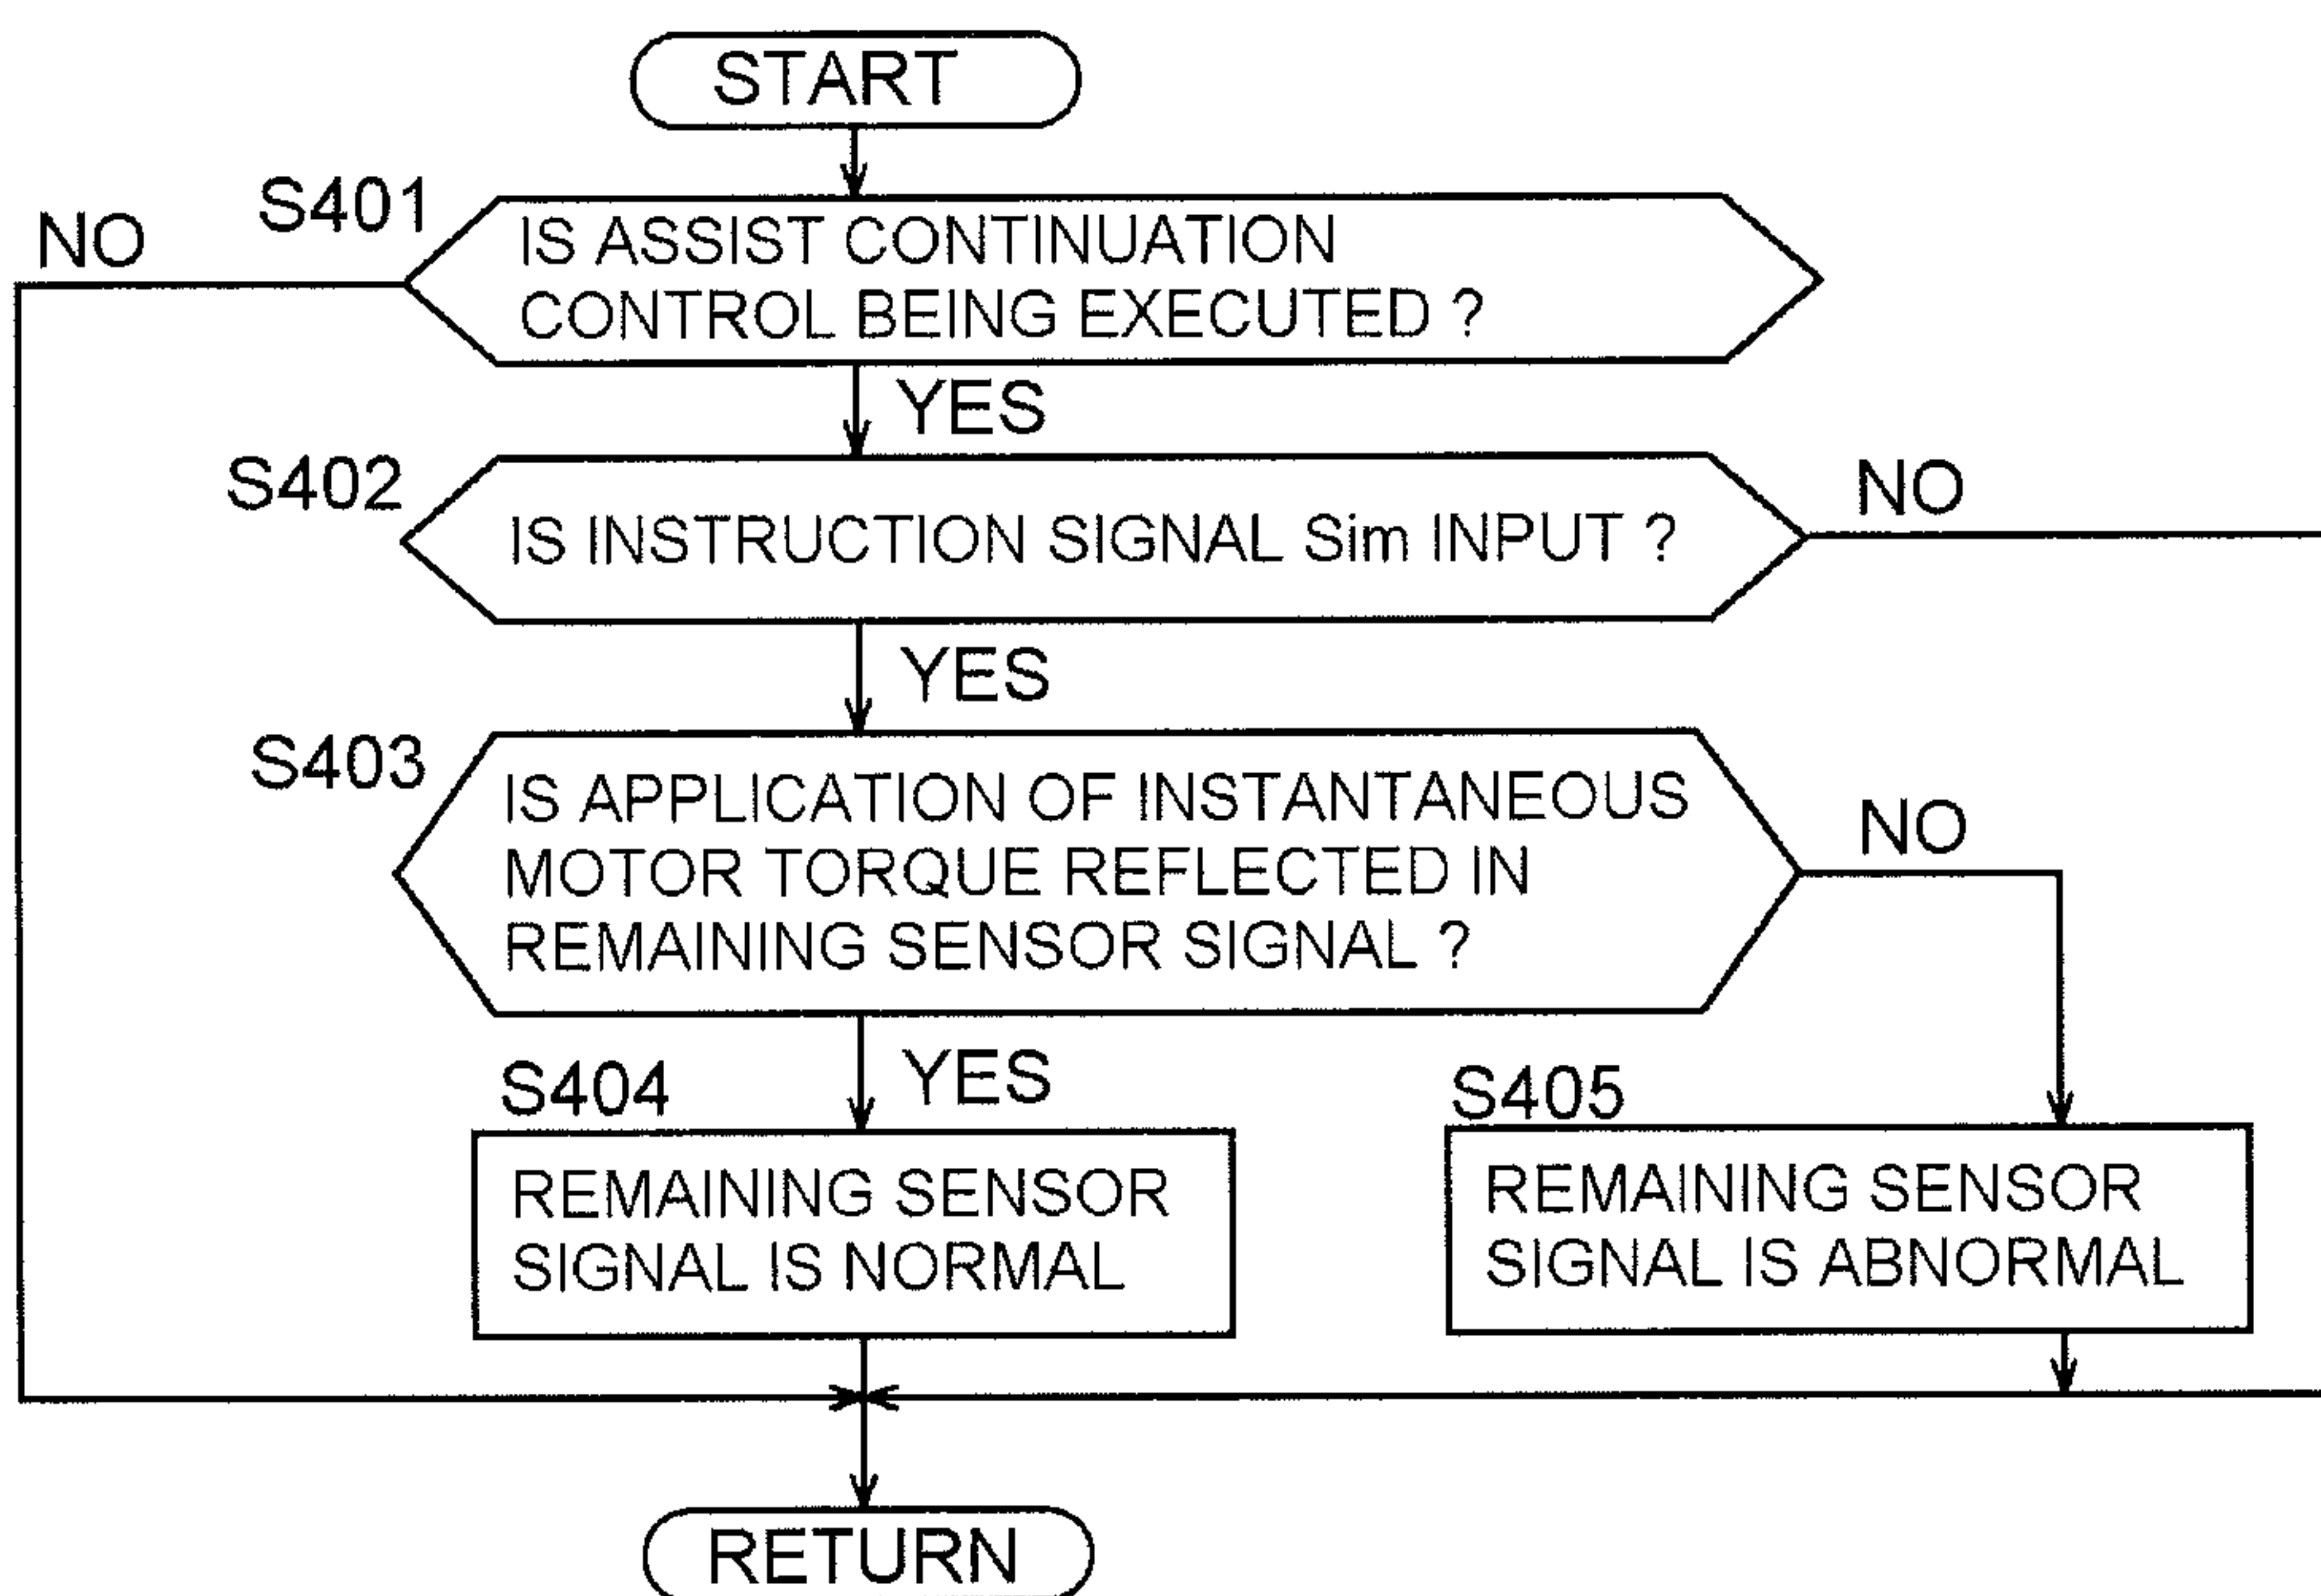 START
S401
NO
IS ASSIST CONTINUATION
CONTROL BEING EXECUTED ?
YES
S402
IS INSTRUCTION SIGNAL Sim INPUT ?
NO
YES
S403
IS APPLICATION OF INSTANTANEOUS
MOTOR TORQUE REFLECTED IN
REMAINING SENSOR SIGNAL ?
NO
YES
S404
REMAINING SENSOR
SIGNAL IS NORMAL
S405
REMAINING SENSOR
SIGNAL IS ABNORMAL
RETURN